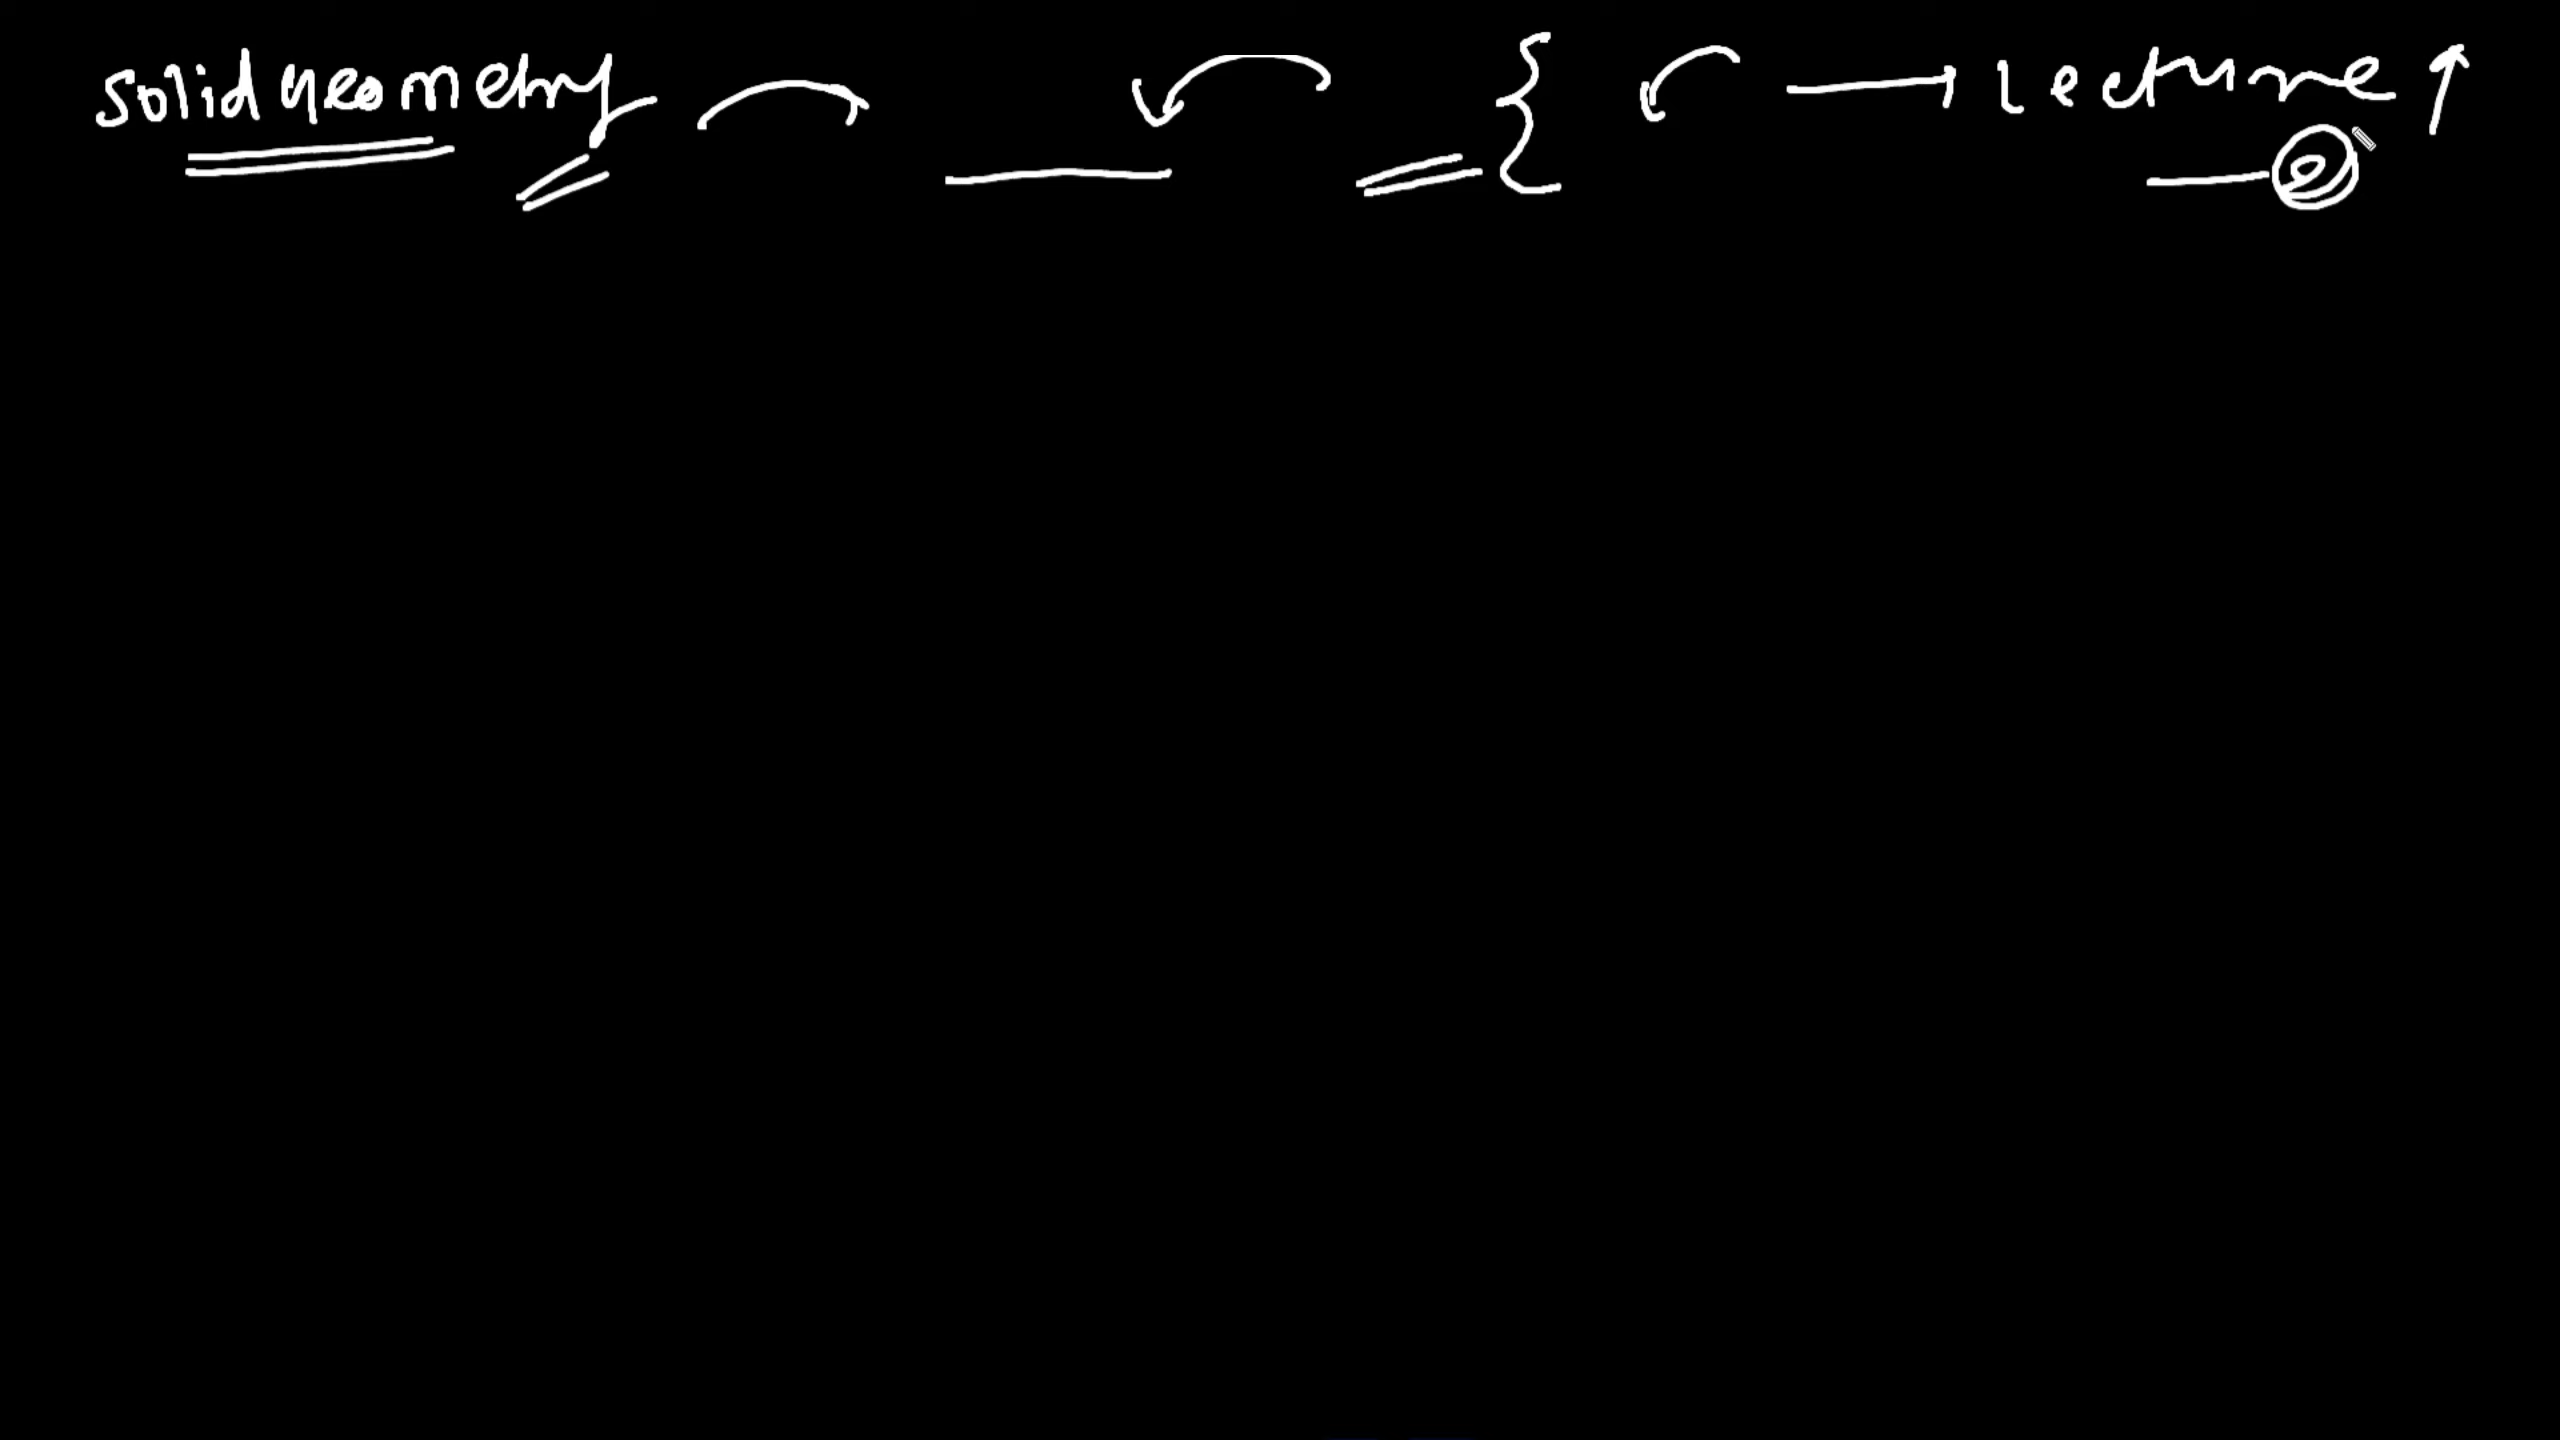 solid geometry { → lecture ↑